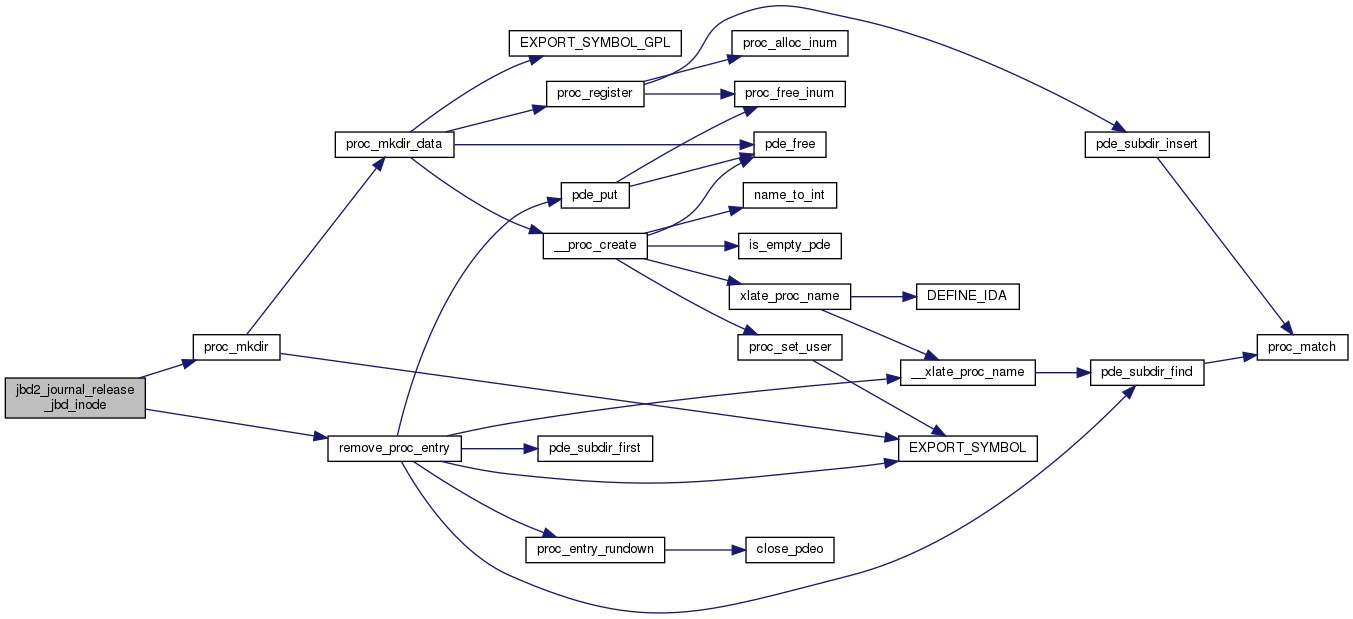 EXPORT_SYMBOL_GPL
proc_alloc_inum
proc_register
proc_free_inum
proc_mkdir_data
pde_free
pde_subdir_insert
pde_put
name_to_int
__proc_create
is_empty_pde
xlate_proc_name
DEFINE_IDA
proc_mkdir
proc_set_user
proc_match
__xlate_proc_name
pde_subdir_find
jbd2_journal_release
_jbd_inode
remove_proc_entry
pde_subdir_first
EXPORT_SYMBOL
proc_entry_rundown
close_pdeo